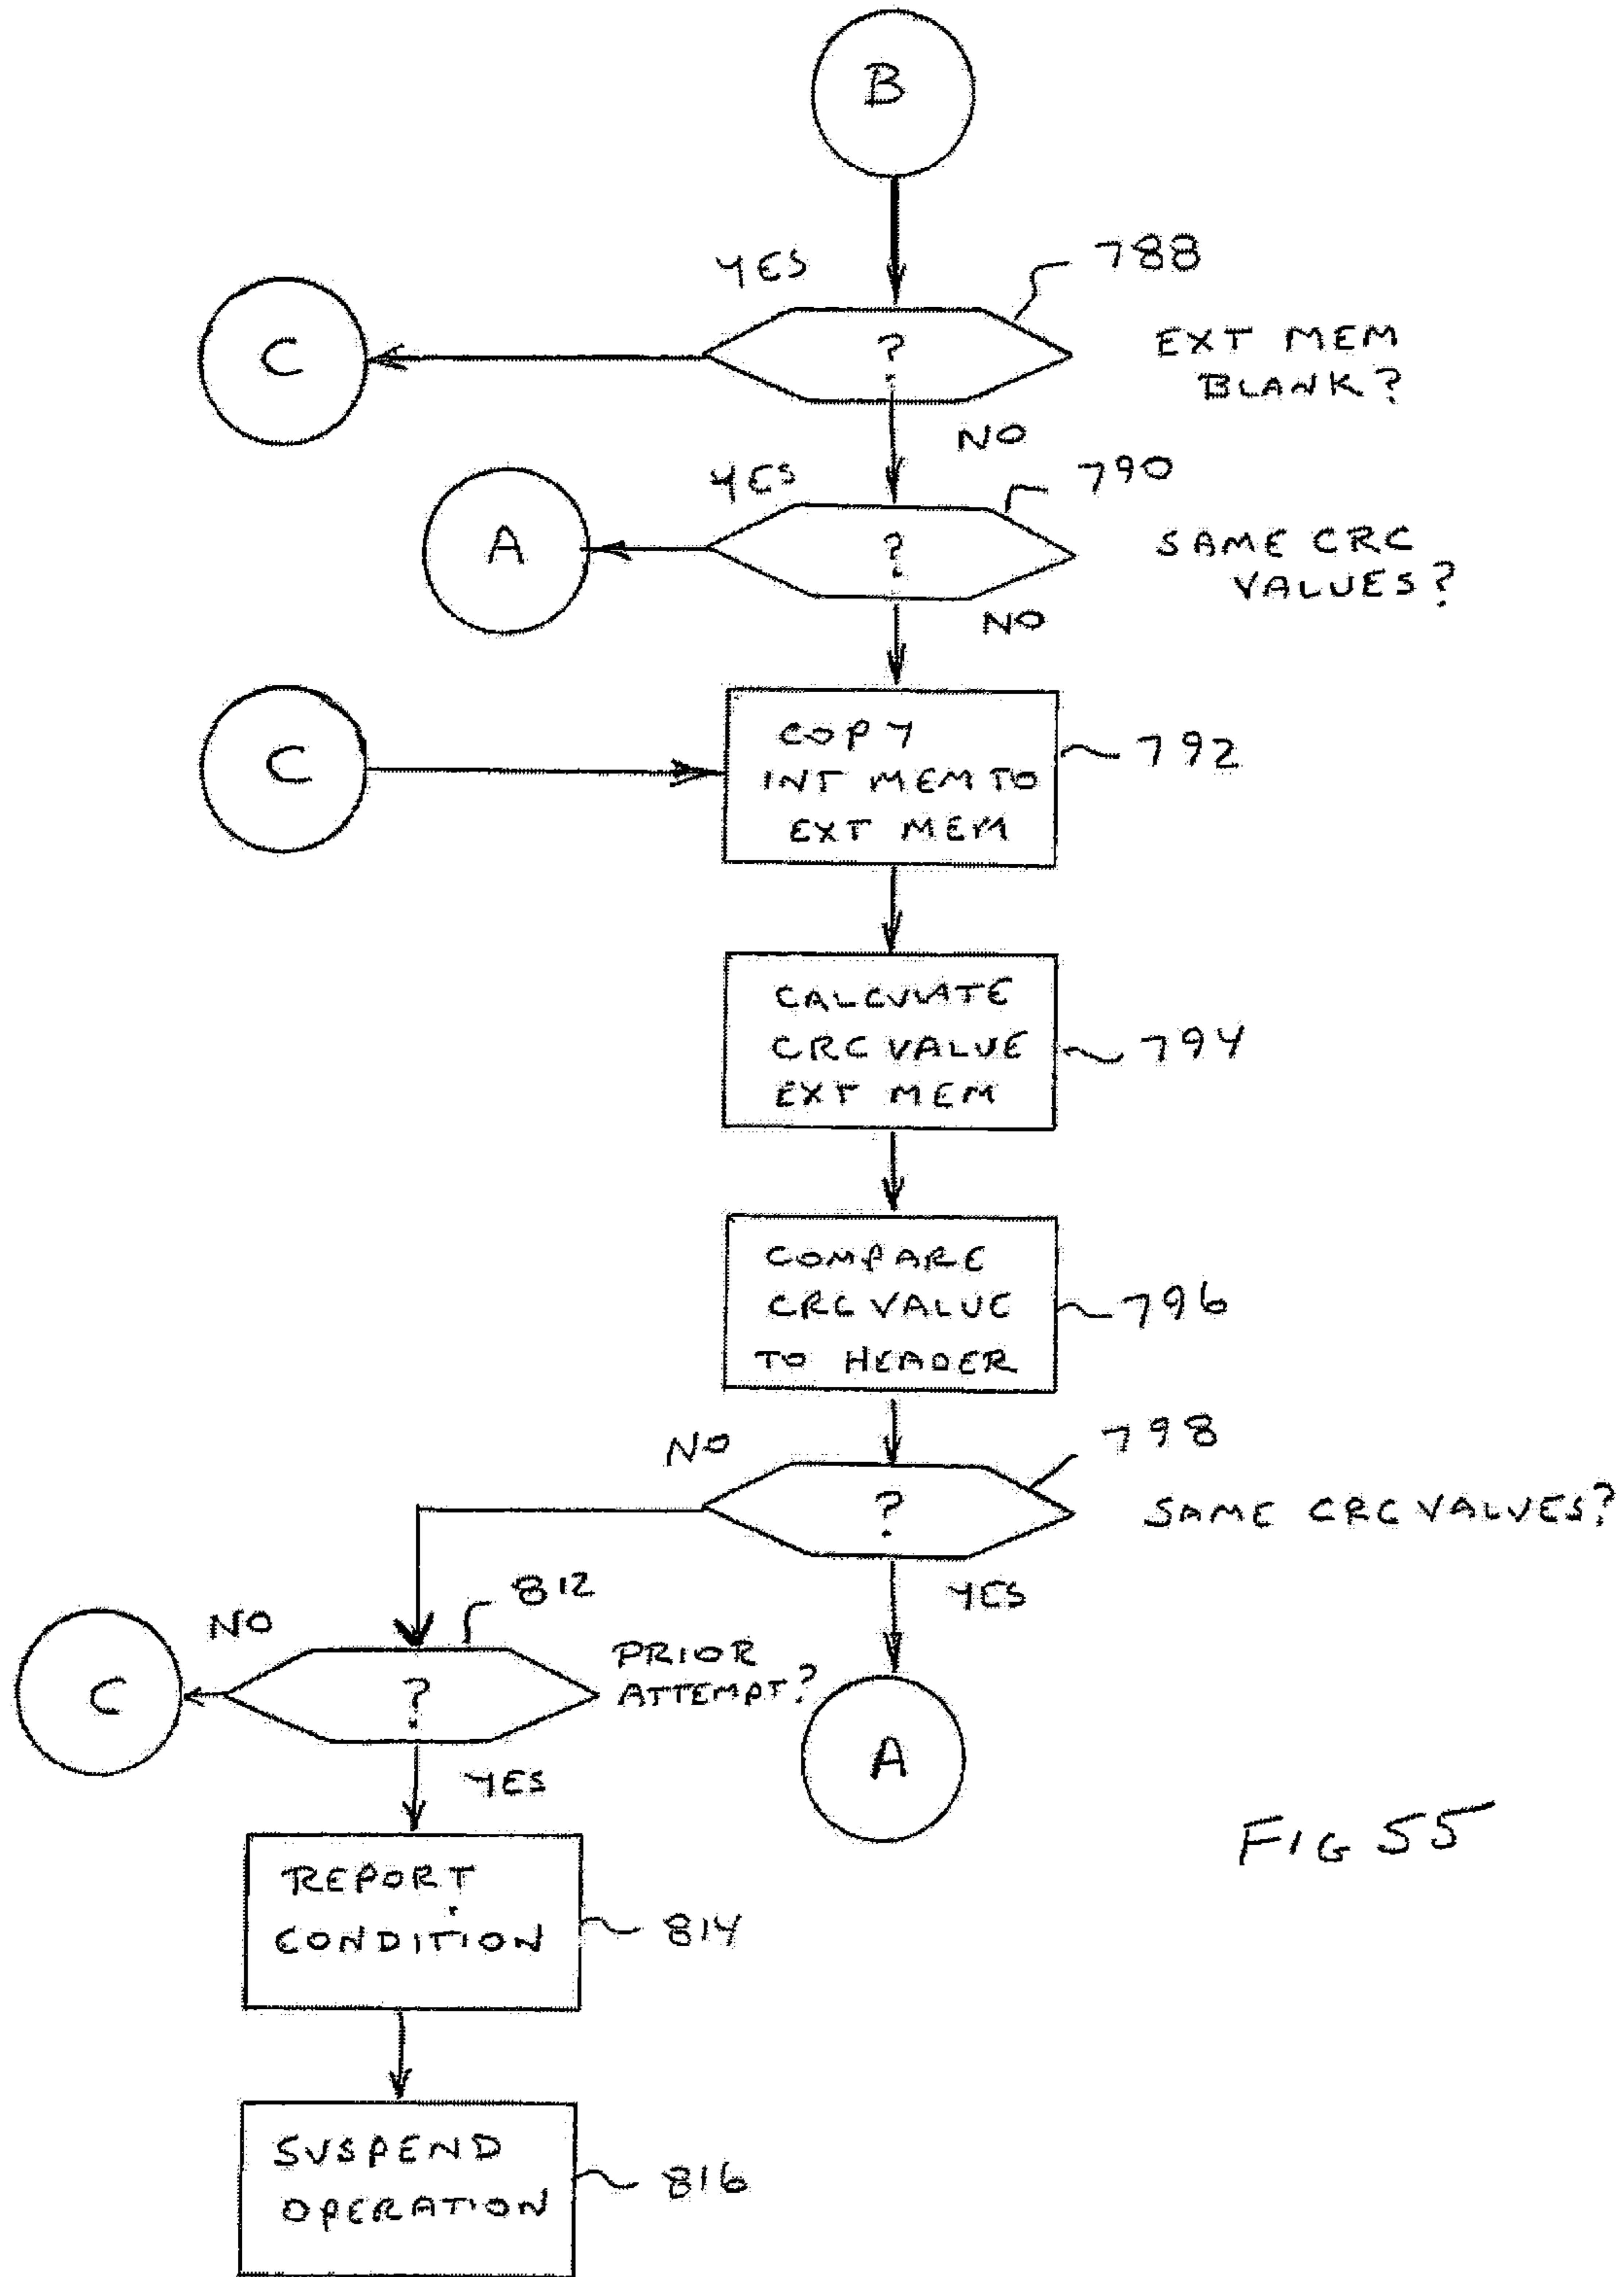 B
YES
788
C
?
EXT MEM
BLANK?
NO
YES
790
A
?
SAME CRC
VALUES?
NO
C
COPY
INT MEM TO
EXT MEM
792
CALCULATE
CRC VALUE
EXT MEM
794
COMPARE
CRC VALUE
TO HEADER
796
NO
798
?
SAME CRC VALUES?
812
YES
NO
C
?
PRIOR
ATTEMPT?
A
YES
REPORT
CONDITION
814
FIG 55
SUSPEND
OPERATION
816